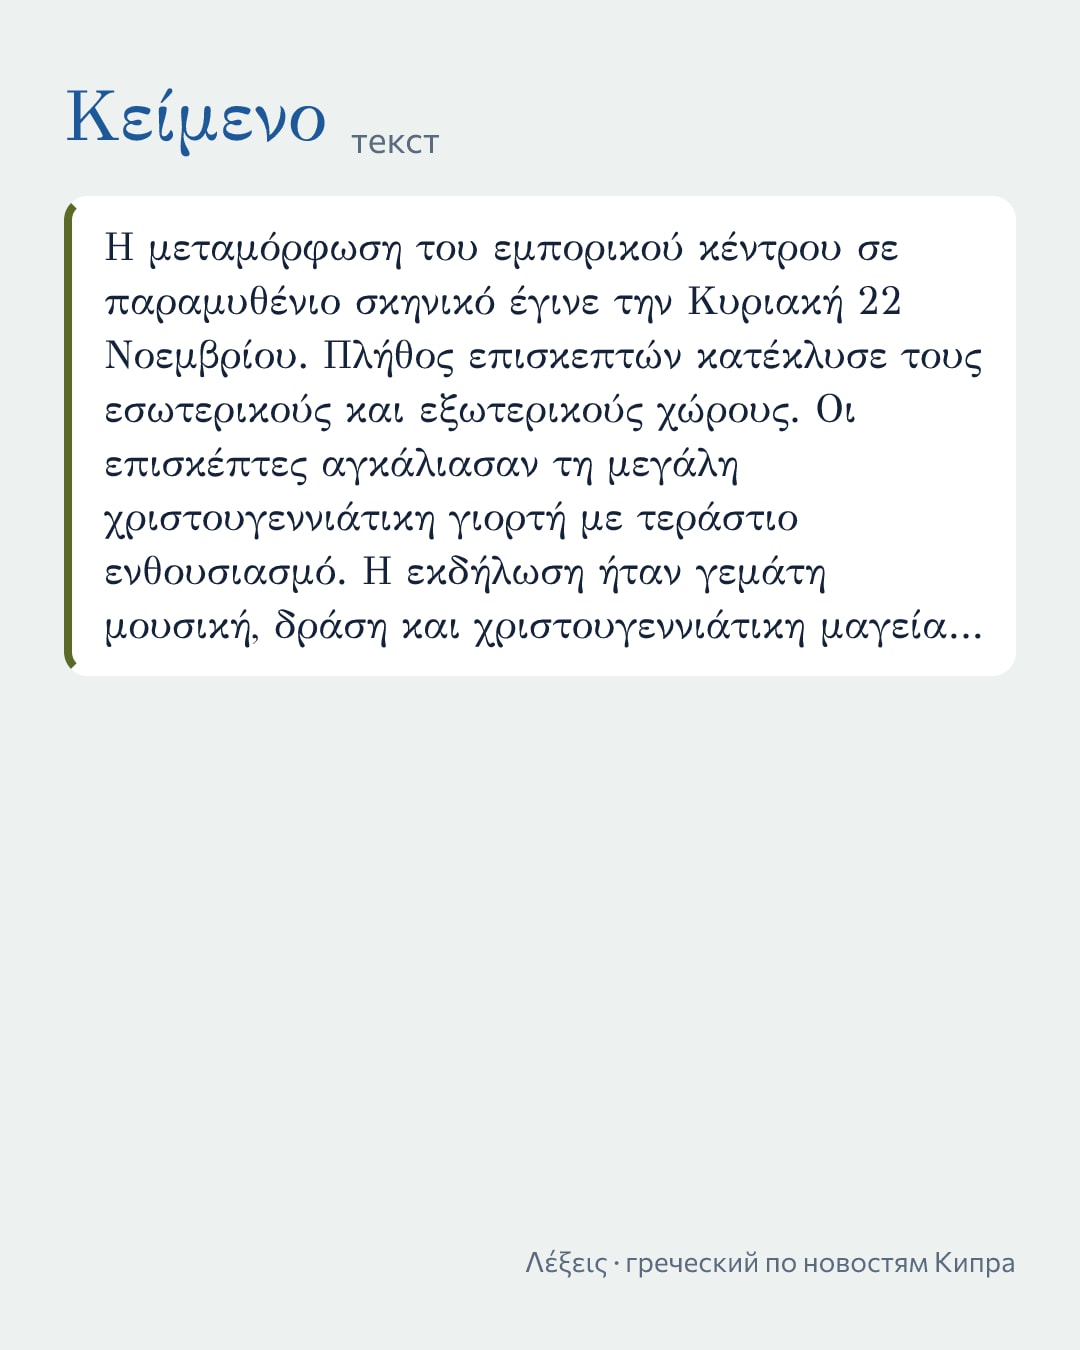 Κείμενο текст
Η μεταμόρφωση του εμπορικού κέντρου σε
παραμυθένιο σκηνικό έγινε την Κυριακή 22
Νοεμβρίου. Πλήθος επισκεπτών κατέκλυσε τους
εσωτερικούς και εξωτερικούς χώρους. Οι
επισκέπτες αγκάλιασαν τη μεγάλη
χριστουγεννιάτικη γιορτή με τεράστιο
ενθουσιασμό. Η εκδήλωση ήταν γεμάτη
μουσική, δράση και χριστουγεννιάτικη μαγεία...
Λέξεις · греческий по новостям Кипра